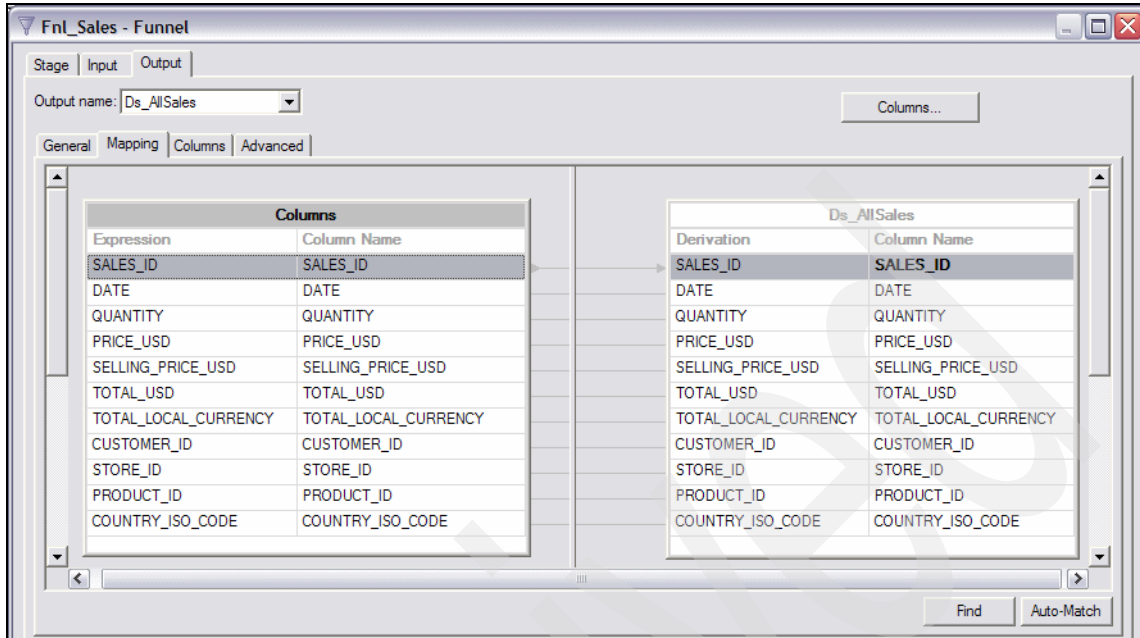 Fnl_Sales - Funnel
Stage Input Output
Output name: Ds_AllSales Columns...
General Mapping Columns Advanced
Columns
Expression Column Name
SALES_ID SALES_ID
DATE DATE
QUANTITY QUANTITY
PRICE_USD PRICE_USD
SELLING_PRICE_USD SELLING_PRICE_USD
TOTAL_USD TOTAL_USD
TOTAL_LOCAL_CURRENCY TOTAL_LOCAL_CURRENCY
CUSTOMER_ID CUSTOMER_ID
STORE_ID STORE_ID
PRODUCT_ID PRODUCT_ID
COUNTRY_ISO_CODE COUNTRY_ISO_CODE
Ds_AllSales
Derivation Column Name
SALES_ID SALES_ID
DATE DATE
QUANTITY QUANTITY
PRICE_USD PRICE_USD
SELLING_PRICE_USD SELLING_PRICE_USD
TOTAL_USD TOTAL_USD
TOTAL_LOCAL_CURRENCY TOTAL_LOCAL_CURRENCY
CUSTOMER_ID CUSTOMER_ID
STORE_ID STORE_ID
PRODUCT_ID PRODUCT_ID
COUNTRY_ISO_CODE COUNTRY_ISO_CODE
Find Auto-Match